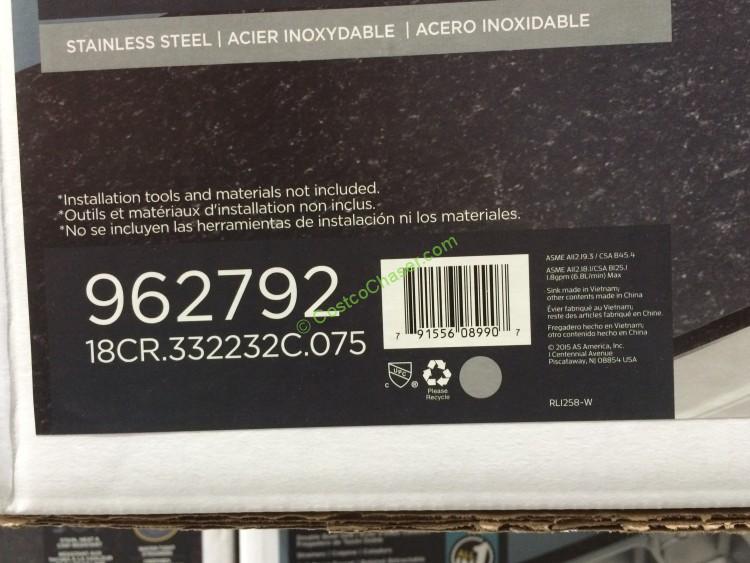 STAINLESS STEEL | ACIER INOXYDABLE | ACERO INOXIDABLE
*Installation tools and materials not included.
*Outils et matériaux d'installation non inclus.
*No se incluyen las herramientas de instalación ni los materiales.
962792
18CR.332232C.075
© CostcoChaser.com
7 91556 08990 7
C UPC ®
Please
Recycle
ASME A112.19.3 / CSA B45.4
ASME A112.18.1/CSA B125.1
1.8gpm (6.8L/min) Max
Sink made in Vietnam;
other contents made in China
Évier fabriqué au Vietnam;
reste des articles fabriqué en Chine
Fregadero hecho en Vietnam;
otro contenido hecho en China
© 2015 AS America, Inc.
1 Centennial Avenue
Piscataway, NJ 08854 USA
RL1258-W